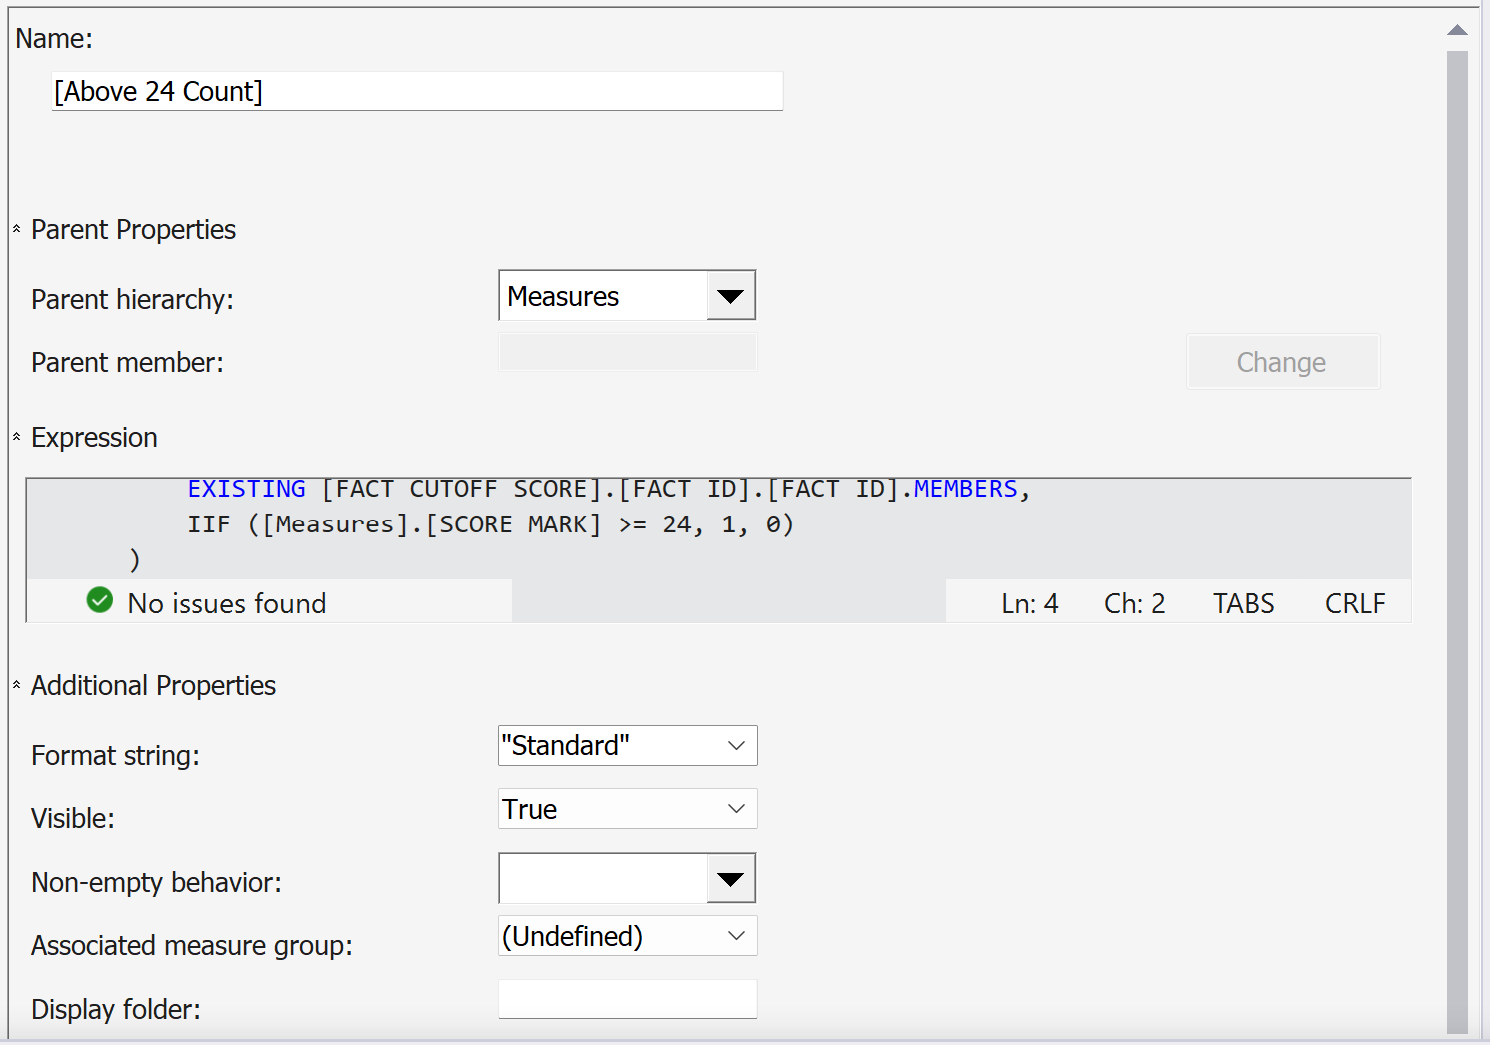 Name:
[Above 24 Count]
Parent Properties
Parent hierarchy: Measures
Parent member: Change
Expression
EXISTING [FACT CUTOFF SCORE].[FACT ID].[FACT ID].MEMBERS,
IIF ([Measures].[SCORE MARK] >= 24, 1, 0)
)
No issues found Ln: 4 Ch: 2 TABS CRLF
Additional Properties
Format string: "Standard"
Visible: True
Non-empty behavior:
Associated measure group: (Undefined)
Display folder: